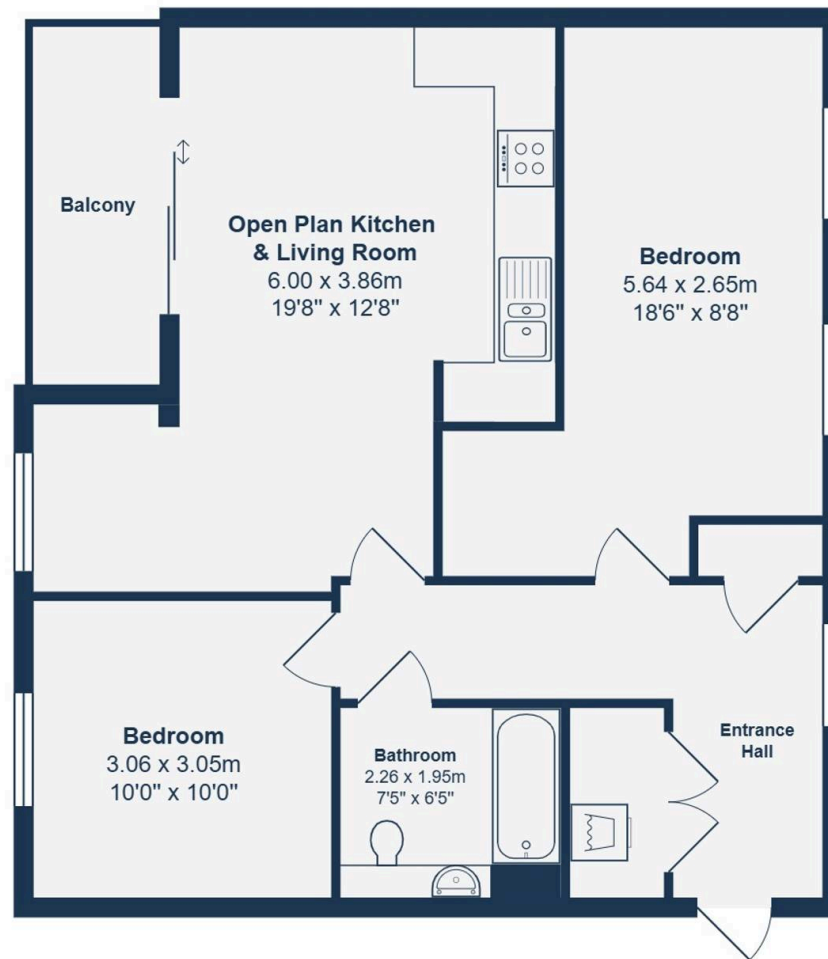 Balcony
Open Plan Kitchen
& Living Room
6.00 x 3.86m
19'8" x 12'8"
Bedroom
5.64 x 2.65m
18'6" x 8'8"
Bedroom
3.06 x 3.05m
10'0" x 10'0"
Bathroom
2.26 x 1.95m
7'5" x 6'5"
Entrance
Hall